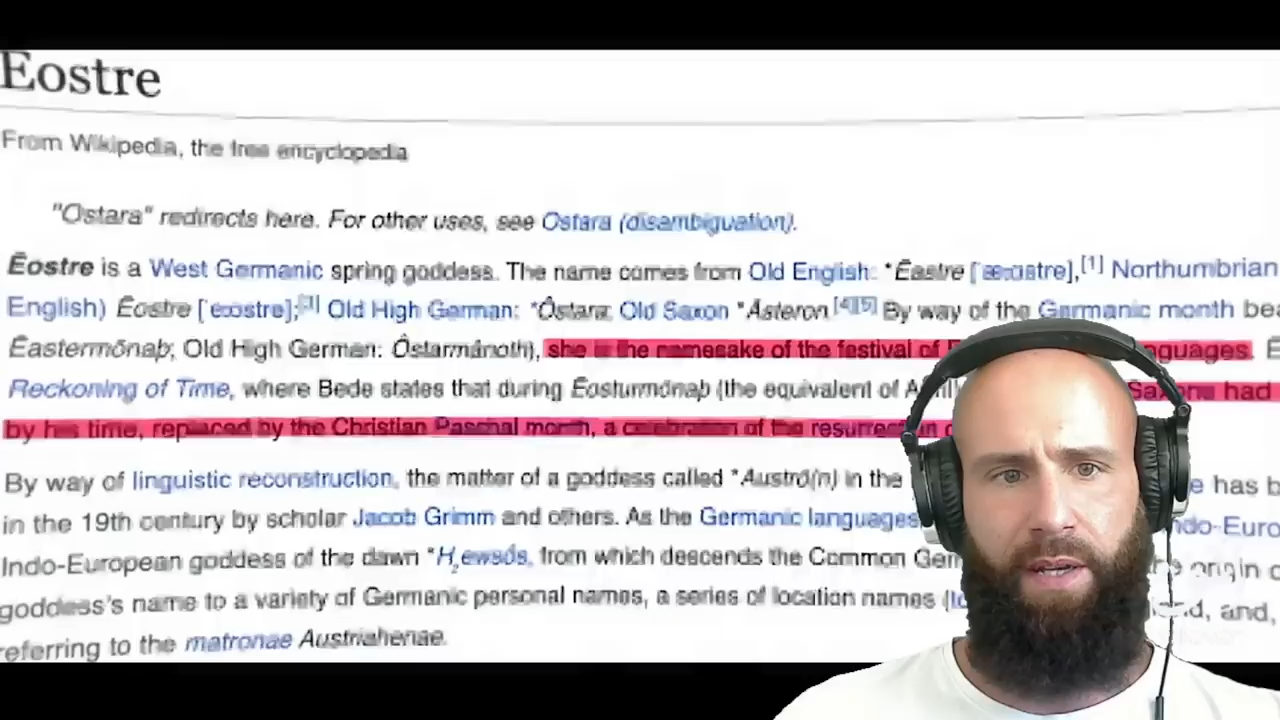 Eostre
From Wikipedia, the free encyclopedia
"Ostara" redirects here. For other uses, see Ostara (disambiguation).
Ēostre is a West Germanic spring goddess. The name comes from Old English: *Ēastre [ˈæːɑstre],[1] Northumbrian
English) Ēostre [ˈeːostre];[3] Old High German: *Ôstara; Old Saxon *Āsteron.[4][5] By way of the Germanic month
Ēastermōnaþ; Old High German: Ôstarmânoth), she is the namesake of the festival of
Reckoning of Time, where Bede states that during Ēosturmōnaþ (the equivalent of had
by his time, replaced by the Christian Paschal month, a celebration of the
By way of linguistic reconstruction, the matter of a goddess called *Austrō(n) in the has
in the 19th century by scholar Jacob Grimm and others. As the Germanic languages
Indo-European goddess of the dawn *H₂ewsṓs, from which descends the Common origin
goddess's name to a variety of Germanic personal names, a series of location names and,
referring to the matronae Austriahenae.